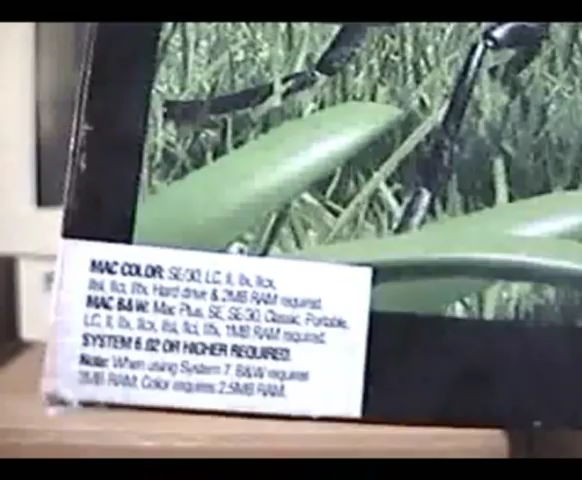 MAC COLOR: SE/30, LC, II, IIx, IIcx,
IIsi, IIci, IIfx. Hard drive & 2MB RAM required.
MAC B&W: Mac Plus, SE, SE/30, Classic, Portable,
LC, II, IIx, IIcx, IIsi, IIci, IIfx. 1MB RAM required.
SYSTEM 6.02 OR HIGHER REQUIRED.
Note: When using System 7, B&W requires
2MB RAM; Color requires 2.5MB RAM.